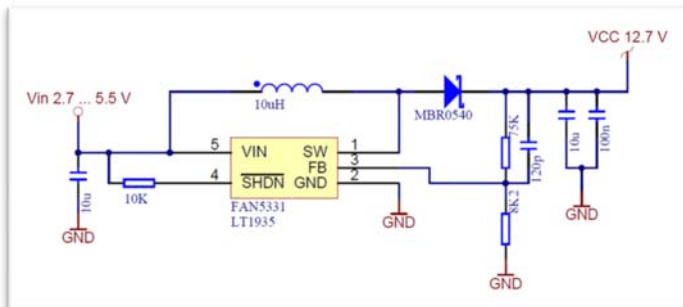 VCC 12.7 V
Vin 2.7 ... 5.5 V
10uH
MBR0540
75K
120p
10u
100n
5 VIN SW 1
FB 3
4 SHDN GND 2
10u
10K
FAN5331
LT1935
8K2
GND
GND
GND
GND